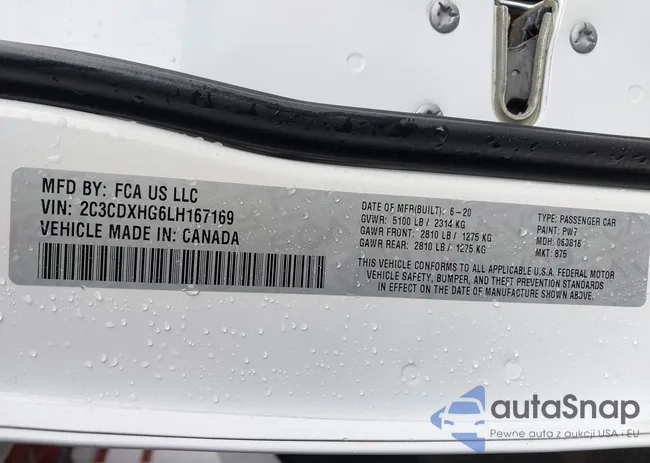 MFD BY: FCA US LLC
VIN: 2C3CDXHG6LH167169
VEHICLE MADE IN: CANADA
DATE OF MFR(BUILT): 6-20
GVWR: 5100 LB / 2314 KG
GAWR FRONT: 2810 LB / 1275 KG
GAWR REAR: 2810 LB / 1275 KG
TYPE: PASSENGER CAR
PAINT: PW7
MDH: 063816
MKT: 875
THIS VEHICLE CONFORMS TO ALL APPLICABLE U.S.A. FEDERAL MOTOR
VEHICLE SAFETY, BUMPER, AND THEFT PREVENTION STANDARDS
IN EFFECT ON THE DATE OF MANUFACTURE SHOWN ABOVE.
autaSnap
Pewne auta z aukcji USA i EU